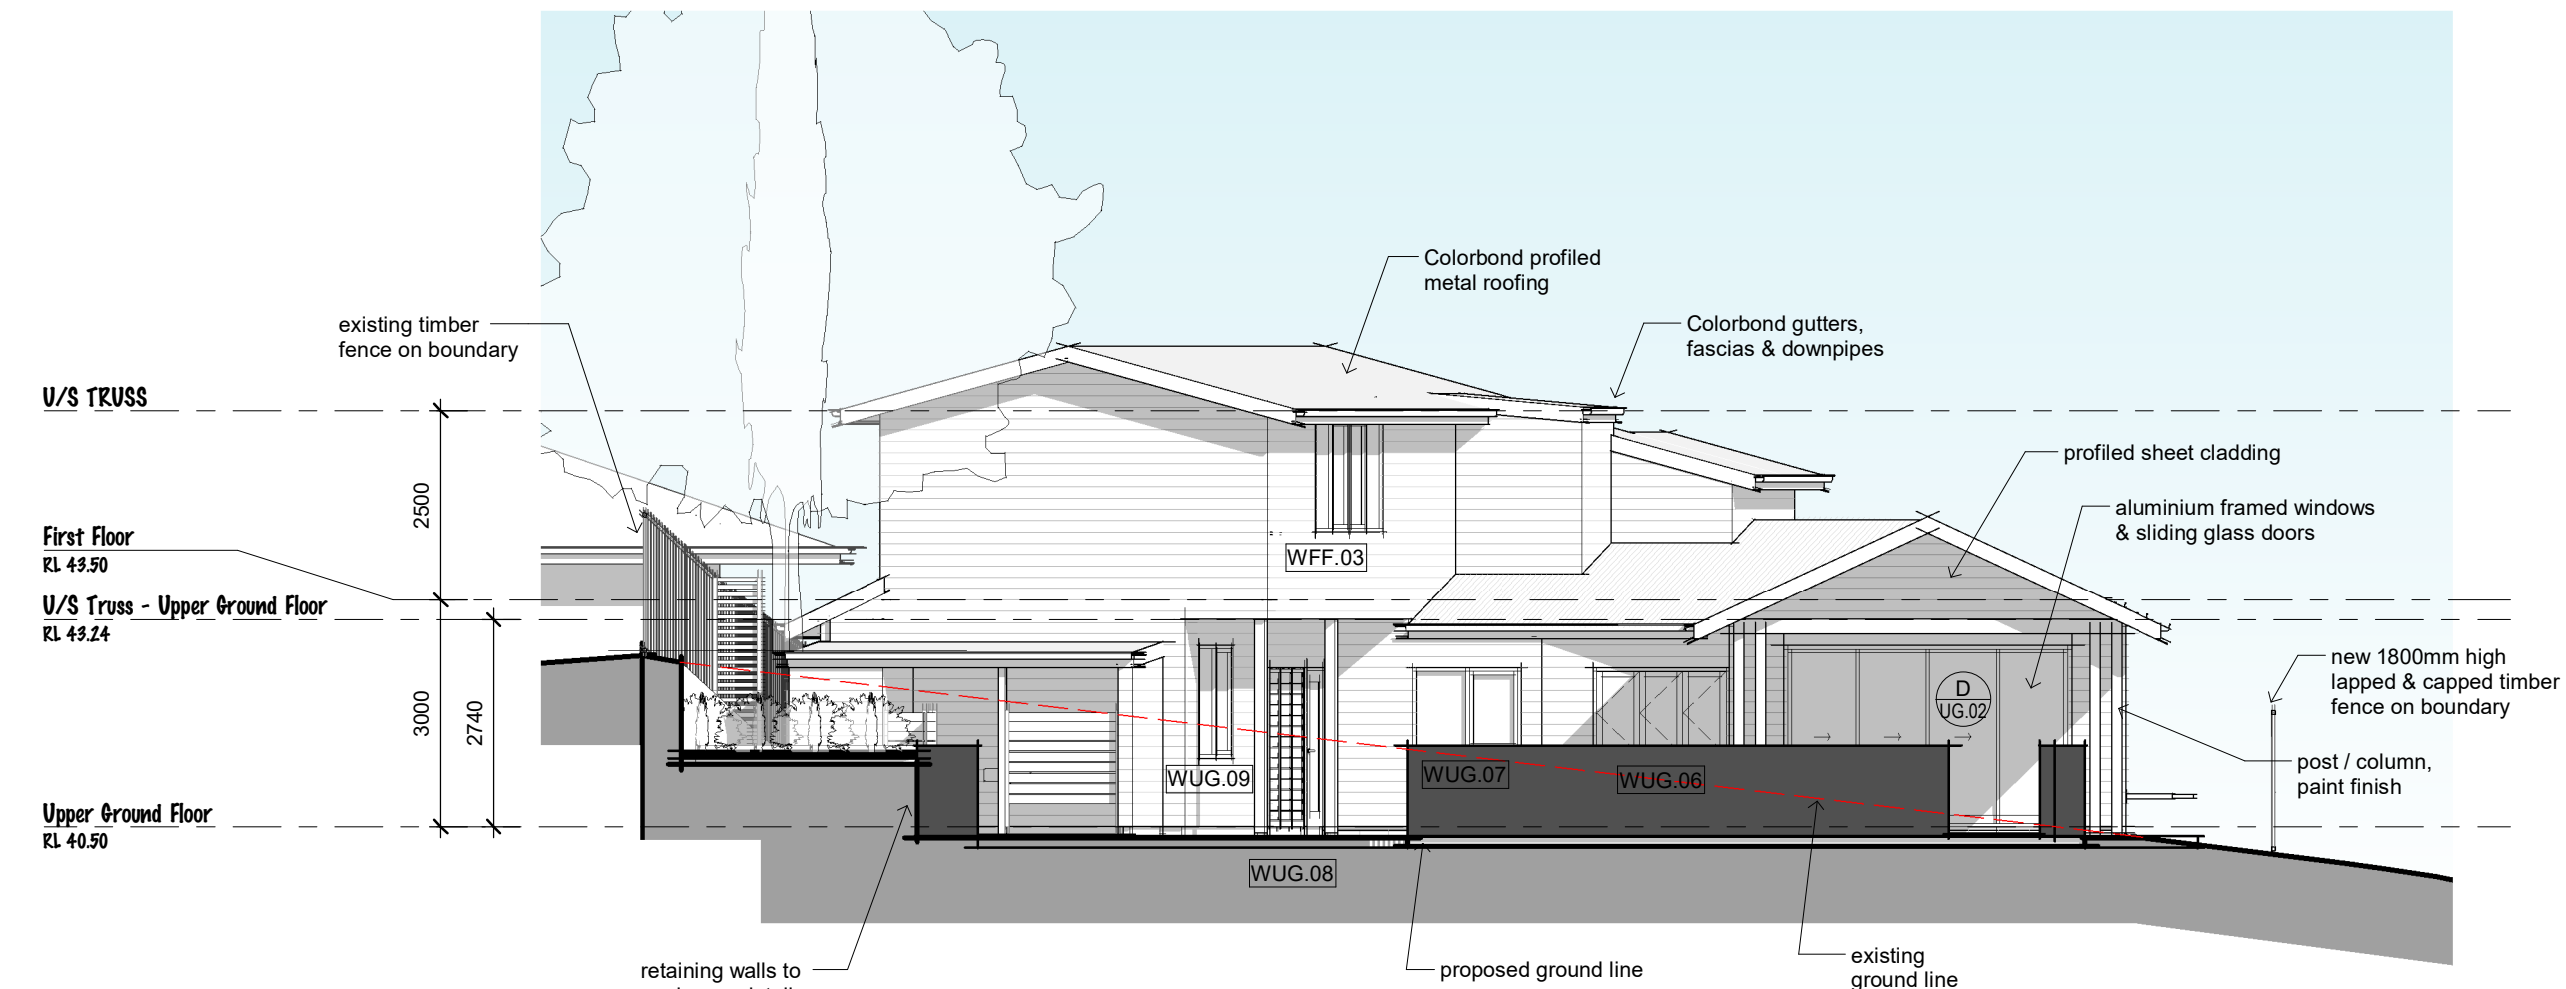 Colorbond profiled
metal roofing
existing timber
fence on boundary
Colorbond gutters,
fascias & downpipes
U/S TRUSS
profiled sheet cladding
2500
aluminium framed windows
& sliding glass doors
First Floor
RL 43.50
WFF.03
U/S Truss - Upper Ground Floor
RL 43.24
new 1800mm high
lapped & capped timber
fence on boundary
D
UG.02
3000
2740
WUG.09
WUG.07
WUG.06
post / column,
paint finish
Upper Ground Floor
RL 40.50
WUG.08
retaining walls to
proposed ground line
existing
ground line